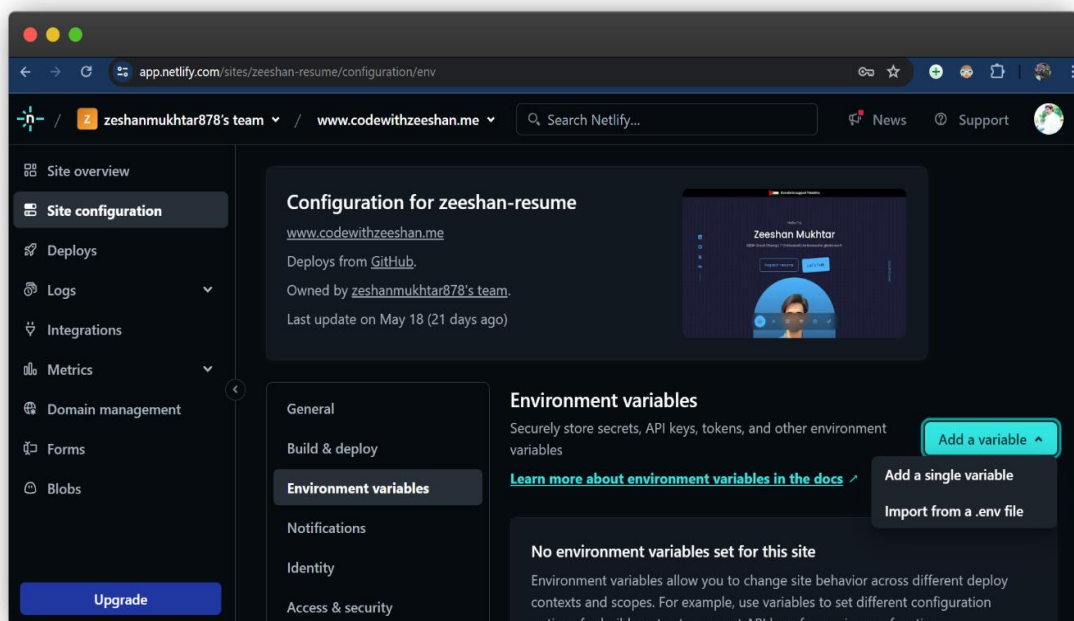 app.netlify.com/sites/zeeshan-resume/configuration/env
/ Z zeshanmukhtar878's team / www.codewithzeeshan.me
Search Netlify...
News
Support
Site overview
Site configuration
Deploys
Logs
Integrations
Metrics
Domain management
Forms
Blobs
Upgrade
Configuration for zeeshan-resume
www.codewithzeeshan.me
Deploys from GitHub.
Owned by zeshanmukhtar878's team.
Last update on May 18 (21 days ago)
Zeeshan Mukhtar
General
Build & deploy
Environment variables
Notifications
Identity
Access & security
Environment variables
Securely store secrets, API keys, tokens, and other environment
variables
Learn more about environment variables in the docs
Add a variable
Add a single variable
Import from a .env file
No environment variables set for this site
Environment variables allow you to change site behavior across different deploy
contexts and scopes. For example, use variables to set different configuration